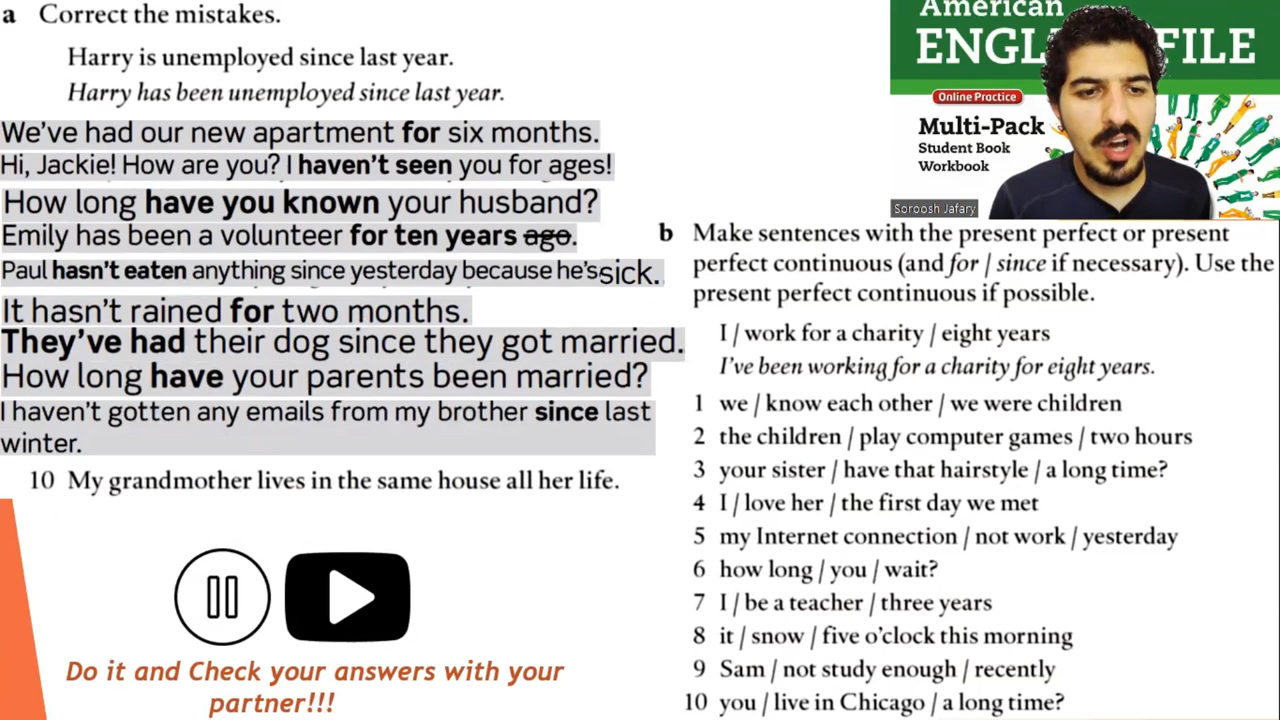 a Correct the mistakes.
Harry is unemployed since last year.
Harry has been unemployed since last year.
We've had our new apartment for six months.
Hi, Jackie! How are you? I haven't seen you for ages!
How long have you known your husband?
Emily has been a volunteer for ten years ago.
Paul hasn't eaten anything since yesterday because he's sick.
It hasn't rained for two months.
They've had their dog since they got married.
How long have your parents been married?
I haven't gotten any emails from my brother since last
winter.
10 My grandmother lives in the same house all her life.
Do it and Check your answers with your
partner!!!
American
ENGL FILE
Online Practice
Multi-Pack
Student Book
Workbook
Soroosh Jafary
b Make sentences with the present perfect or present
perfect continuous (and for / since if necessary). Use the
present perfect continuous if possible.
I / work for a charity / eight years
I've been working for a charity for eight years.
1 we / know each other / we were children
2 the children / play computer games / two hours
3 your sister / have that hairstyle / a long time?
4 I / love her / the first day we met
5 my Internet connection / not work / yesterday
6 how long / you / wait?
7 I / be a teacher / three years
8 it / snow / five o'clock this morning
9 Sam / not study enough / recently
10 you / live in Chicago / a long time?